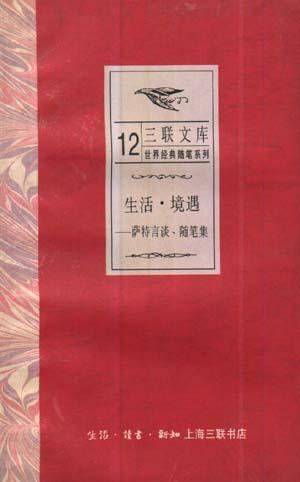 12
三联文库
世界经典随笔系列
生活·境遇
——萨特言谈、随笔集
生活·读书·新知 上海三联书店